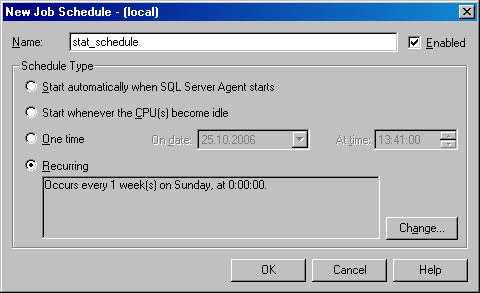 New Job Schedule - (local)
Name: stat_schedule Enabled
Schedule Type
Start automatically when SQL Server Agent starts
Start whenever the CPU(s) become idle
One time On date: 25.10.2006 At time: 13:41:00
Recurring
Occurs every 1 week(s) on Sunday, at 0:00:00.
Change...
OK Cancel Help